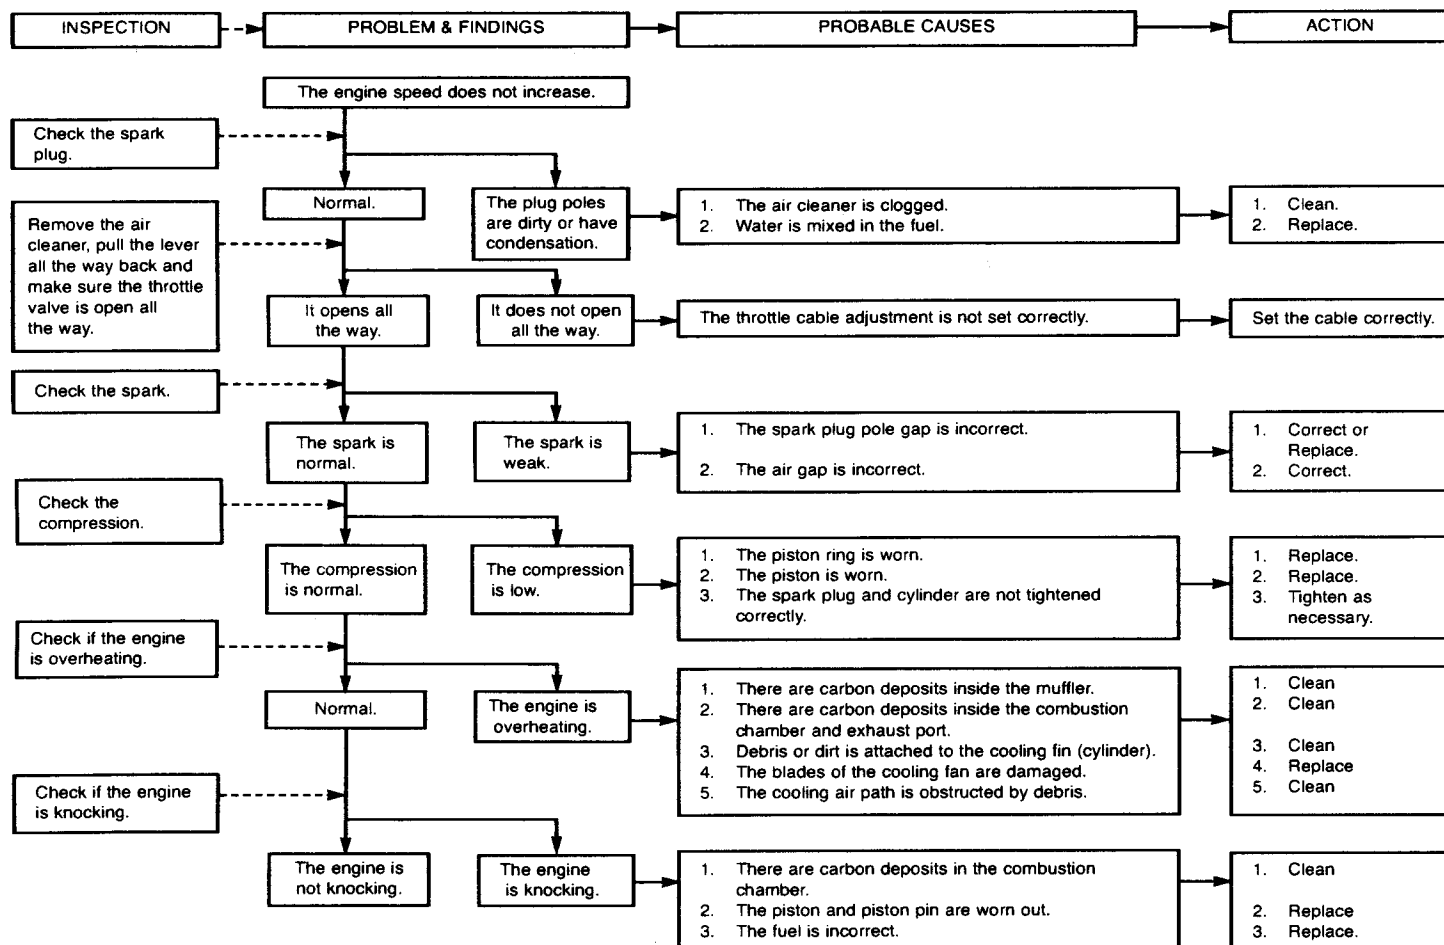 INSPECTION
PROBLEM & FINDINGS
PROBABLE CAUSES
ACTION
The engine speed does not increase.
Check the spark
plug.
Normal.
The plug poles
are dirty or have
condensation.
1. The air cleaner is clogged.
2. Water is mixed in the fuel.
1. Clean.
2. Replace.
Remove the air
cleaner, pull the lever
all the way back and
make sure the throttle
valve is open all
the way.
It opens all
the way.
It does not open
all the way.
The throttle cable adjustment is not set correctly.
Set the cable correctly.
Check the spark.
The spark is
normal.
The spark is
weak.
1. The spark plug pole gap is incorrect.
2. The air gap is incorrect.
1. Correct or
Replace.
2. Correct.
Check the
compression.
The compression
is normal.
The compression
is low.
1. The piston ring is worn.
2. The piston is worn.
3. The spark plug and cylinder are not tightened
correctly.
1. Replace.
2. Replace.
3. Tighten as
necessary.
Check if the engine
is overheating.
Normal.
The engine is
overheating.
1. There are carbon deposits inside the muffler.
2. There are carbon deposits inside the combustion
chamber and exhaust port.
3. Debris or dirt is attached to the cooling fin (cylinder).
4. The blades of the cooling fan are damaged.
5. The cooling air path is obstructed by debris.
1. Clean
2. Clean
3. Clean
4. Replace
5. Clean
Check if the engine
is knocking.
The engine is
not knocking.
The engine
is knocking.
1. There are carbon deposits in the combustion
chamber.
2. The piston and piston pin are worn out.
3. The fuel is incorrect.
1. Clean
2. Replace
3. Replace.